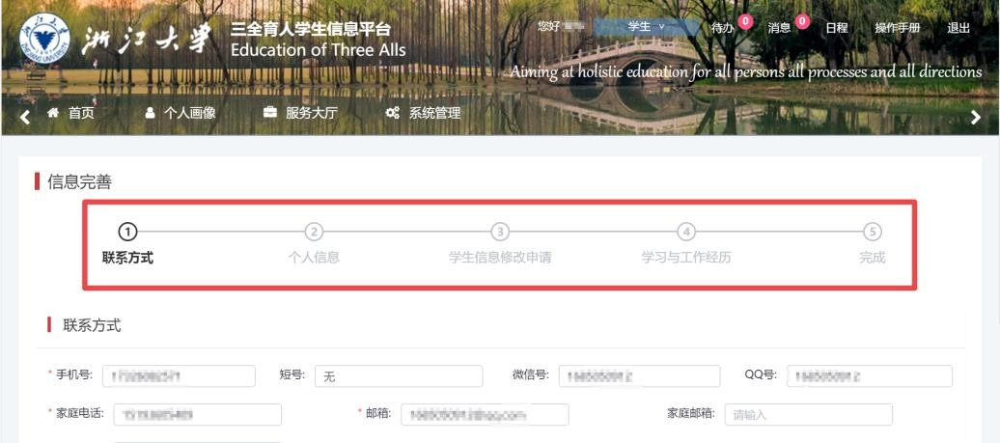 浙江大学
三全育人学生信息平台
Education of Three Alls
您好 学生 待办 0 消息 0 日程 操作手册 退出
Aiming at holistic education for all persons all processes and all directions
首页 个人画像 服务大厅 系统管理
信息完善
1 2 3 4 5
联系方式 个人信息 学生信息修改申请 学习与工作经历 完成
联系方式
* 手机号: 短号: 无 微信号: QQ号:
* 家庭电话: * 邮箱: 家庭邮箱: 请输入